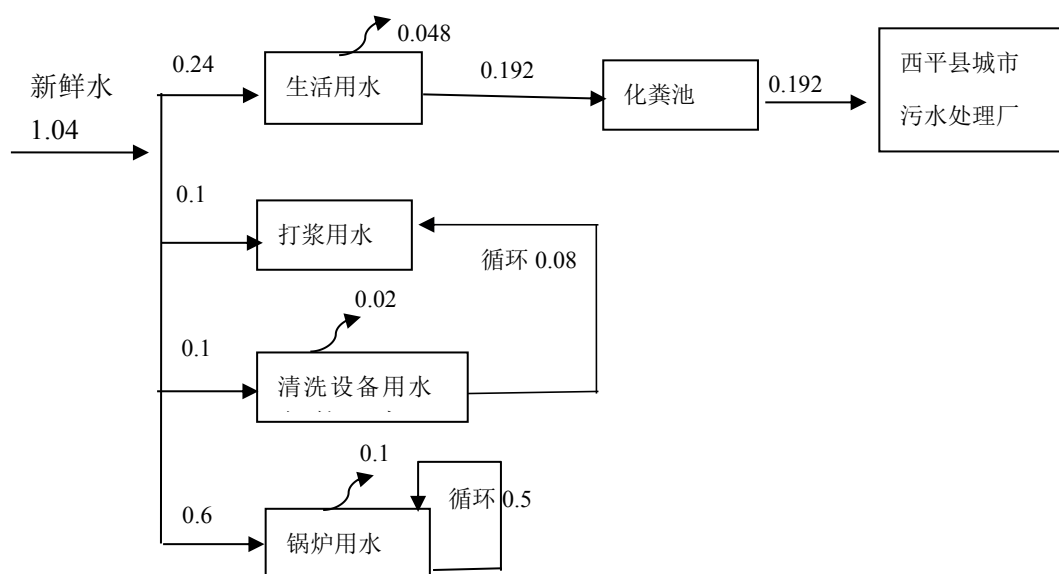 新鲜水
1.04
0.24
生活用水
0.048
0.192
化粪池
0.192
西平县城市
污水处理厂
0.1
打浆用水
循环 0.08
0.02
0.1
清洗设备用水
0.1
0.6
锅炉用水
循环 0.5